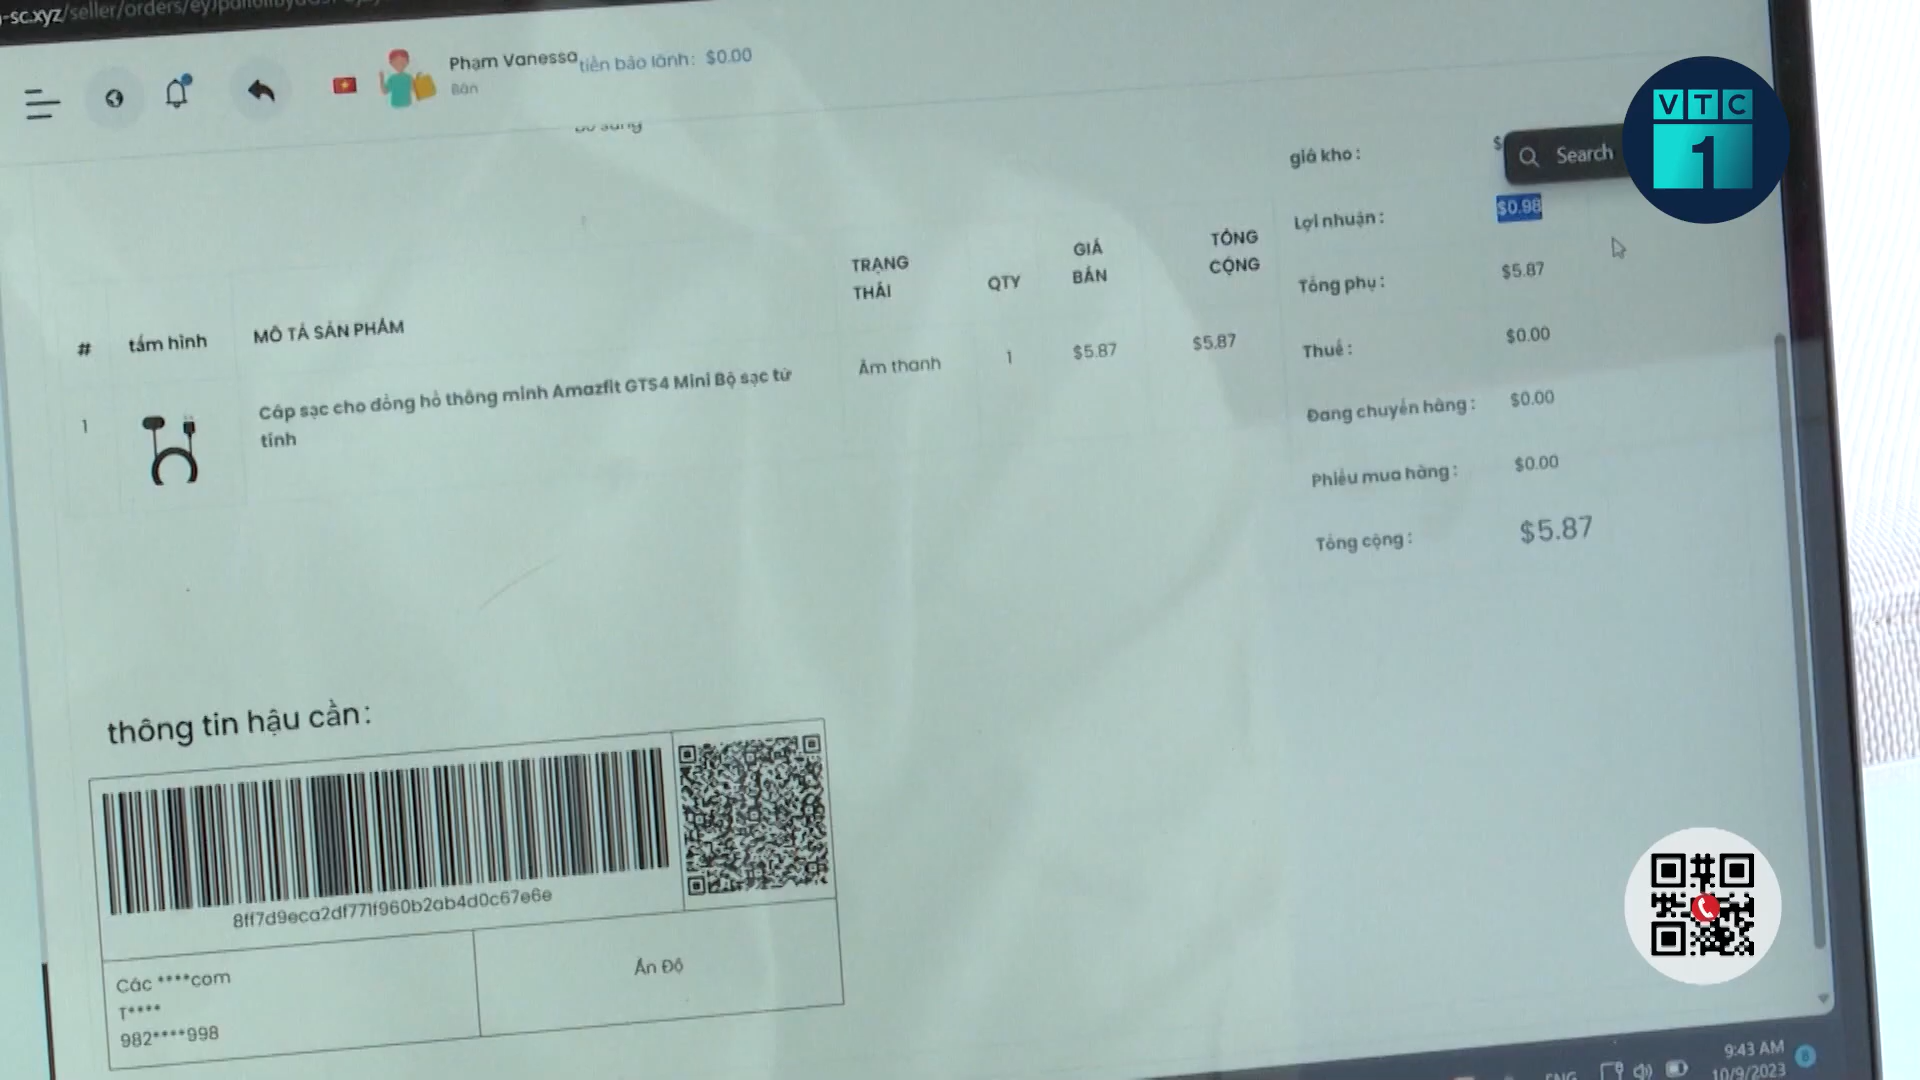 -sc.xyz/seller/orders/
Phạm Vanessa
tiền bảo lãnh: $0.00
Bán
VTC
1
giá kho :
$
Search
Lợi nhuận :
$0.98
Tổng phụ :
$5.87
Thuế :
$0.00
Đang chuyển hàng :
$0.00
Phiếu mua hàng :
$0.00
Tổng cộng :
$5.87
#
tấm hình
MÔ TẢ SẢN PHẨM
TRẠNG
THÁI
QTY
GIÁ
BÁN
TỔNG
CỘNG
1
Cáp sạc cho đồng hồ thông minh Amazfit GTS4 Mini Bộ sạc từ
tính
Âm thanh
1
$5.87
$5.87
thông tin hậu cần:
8ff7d9eca2df771f960b2ab4d0c67e6e
Các ****com
T****
982****998
Ấn Độ
ENG
9:43 AM
10/9/2023